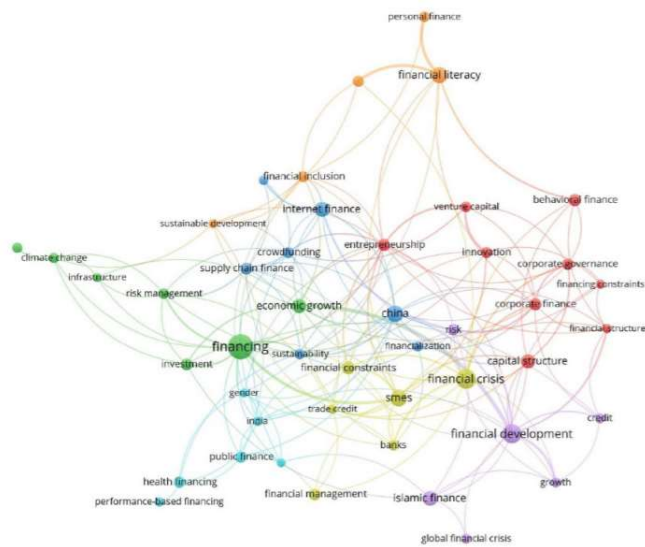 personal finance
financial literacy
financial inclusion
behavioral finance
venture capital
internet finance
sustainable development
entrepreneurship
crowdfunding
innovation
climate change
supply chain finance
corporate governance
infrastructure
financing constraints
risk management
economic growth
corporate finance
china
risk
financial structure
financing
sustainability
financialization
investment
financial constraints
capital structure
financial crisis
gender
smes
trade credit
india
credit
financial development
banks
public finance
health financing
growth
financial management
islamic finance
performance-based financing
global financial crisis